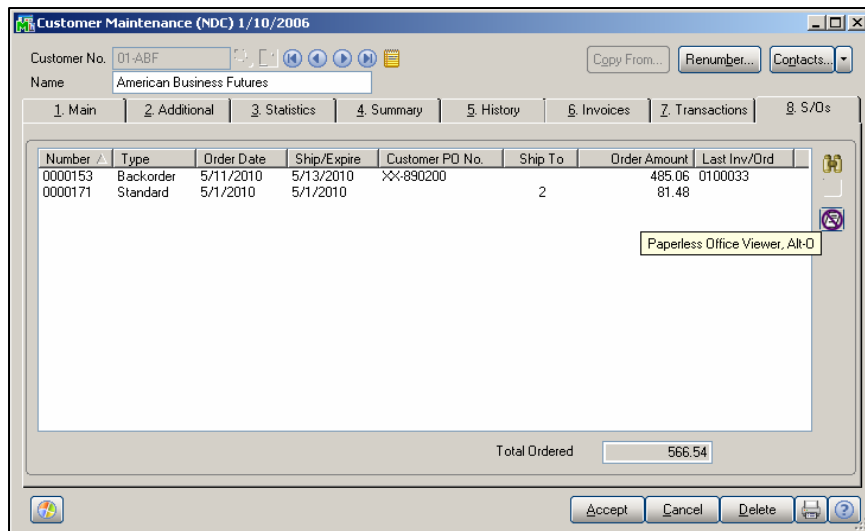 Customer Maintenance (NDC) 1/10/2006
Customer No. 01-ABF Copy From... Renumber... Contacts...
Name American Business Futures
1. Main 2. Additional 3. Statistics 4. Summary 5. History 6. Invoices 7. Transactions 8. S/Os
Number Type Order Date Ship/Expire Customer PO No. Ship To Order Amount Last Inv/Ord
0000153 Backorder 5/11/2010 5/13/2010 XX-890200 485.06 0100033
0000171 Standard 5/1/2010 5/1/2010 2 81.48
Paperless Office Viewer, Alt-O
Total Ordered 566.54
Accept Cancel Delete